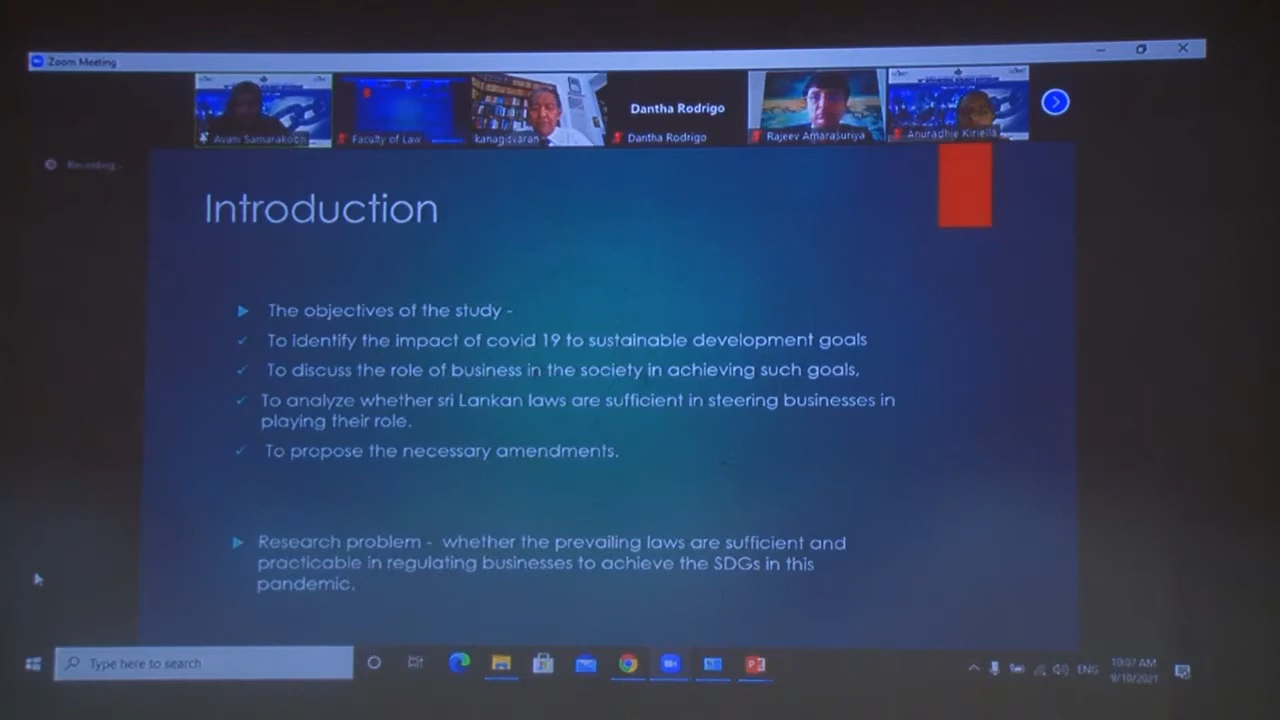 Zoom Meeting
Dantha Rodrigo
Avani Samarakoon
Faculty of Law
kanagisvaran
Dantha Rodrigo
Rajeev Amarasuriya
Anuradhie Kiriella
Recording
Introduction
The objectives of the study -
To identify the impact of covid 19 to sustainable development goals
To discuss the role of business in the society in achieving such goals,
To analyze whether sri Lankan laws are sufficient in steering businesses in
playing their role.
To propose the necessary amendments.
Research problem - whether the prevailing laws are sufficient and
practicable in regulating businesses to achieve the SDGs in this
pandemic.
Type here to search
ENG
10:07 AM
9/10/2021